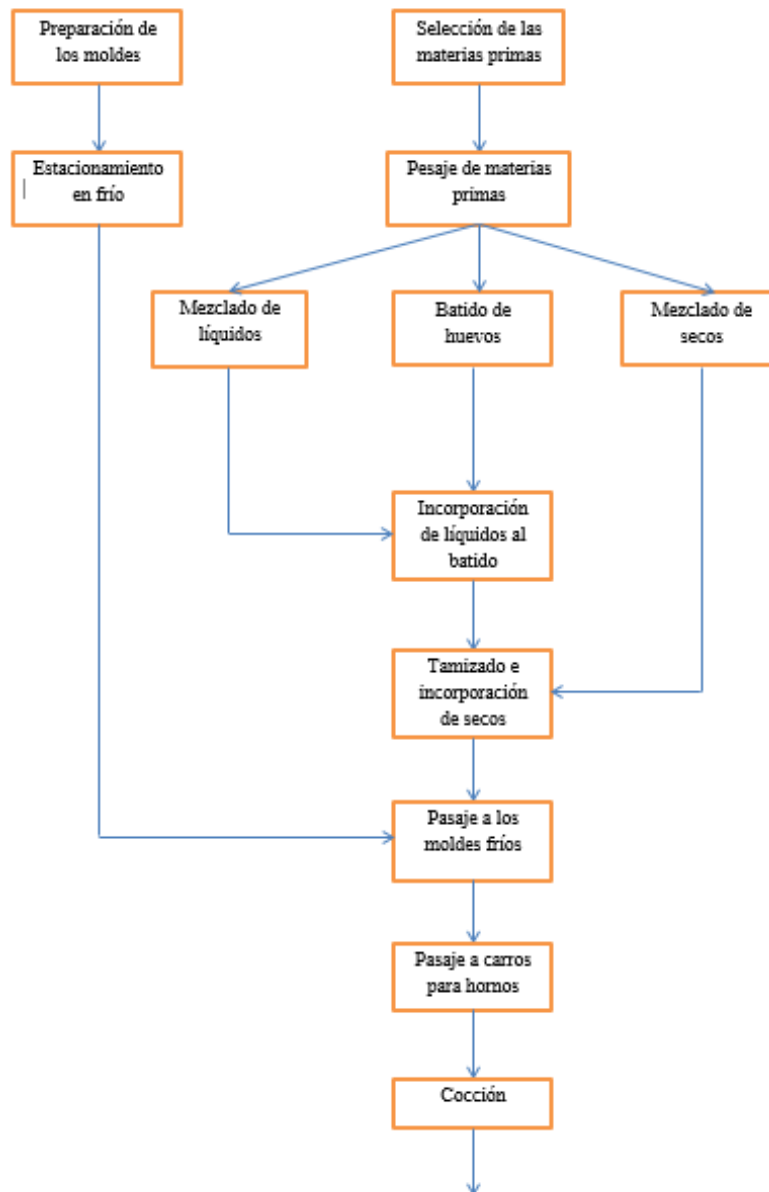 Preparación de
los moldes
Selección de las
materias primas
Estacionamiento
en frío
Pesaje de materias
primas
Mezclado de
líquidos
Batido de
huevos
Mezclado de
secos
Incorporación
de líquidos al
batido
Tamizado e
incorporación
de secos
Pasaje a los
moldes fríos
Pasaje a carros
para hornos
Cocción